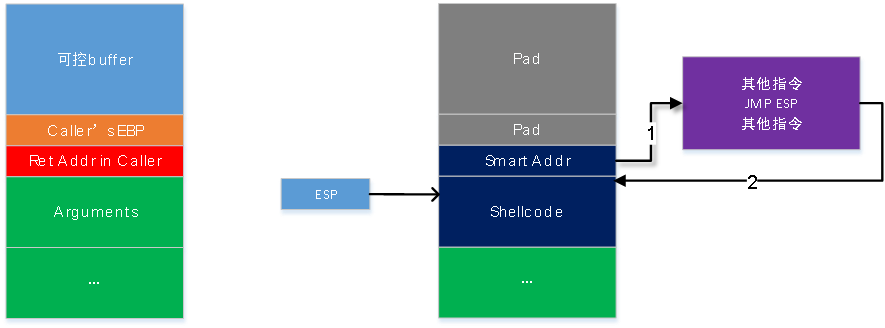 可控buffer
Caller’sEBP
Ret Addr in Caller
Arguments
...
ESP
Pad
Pad
Smart Addr
Shellcode
...
1
2
其他指令
JMP ESP
其他指令